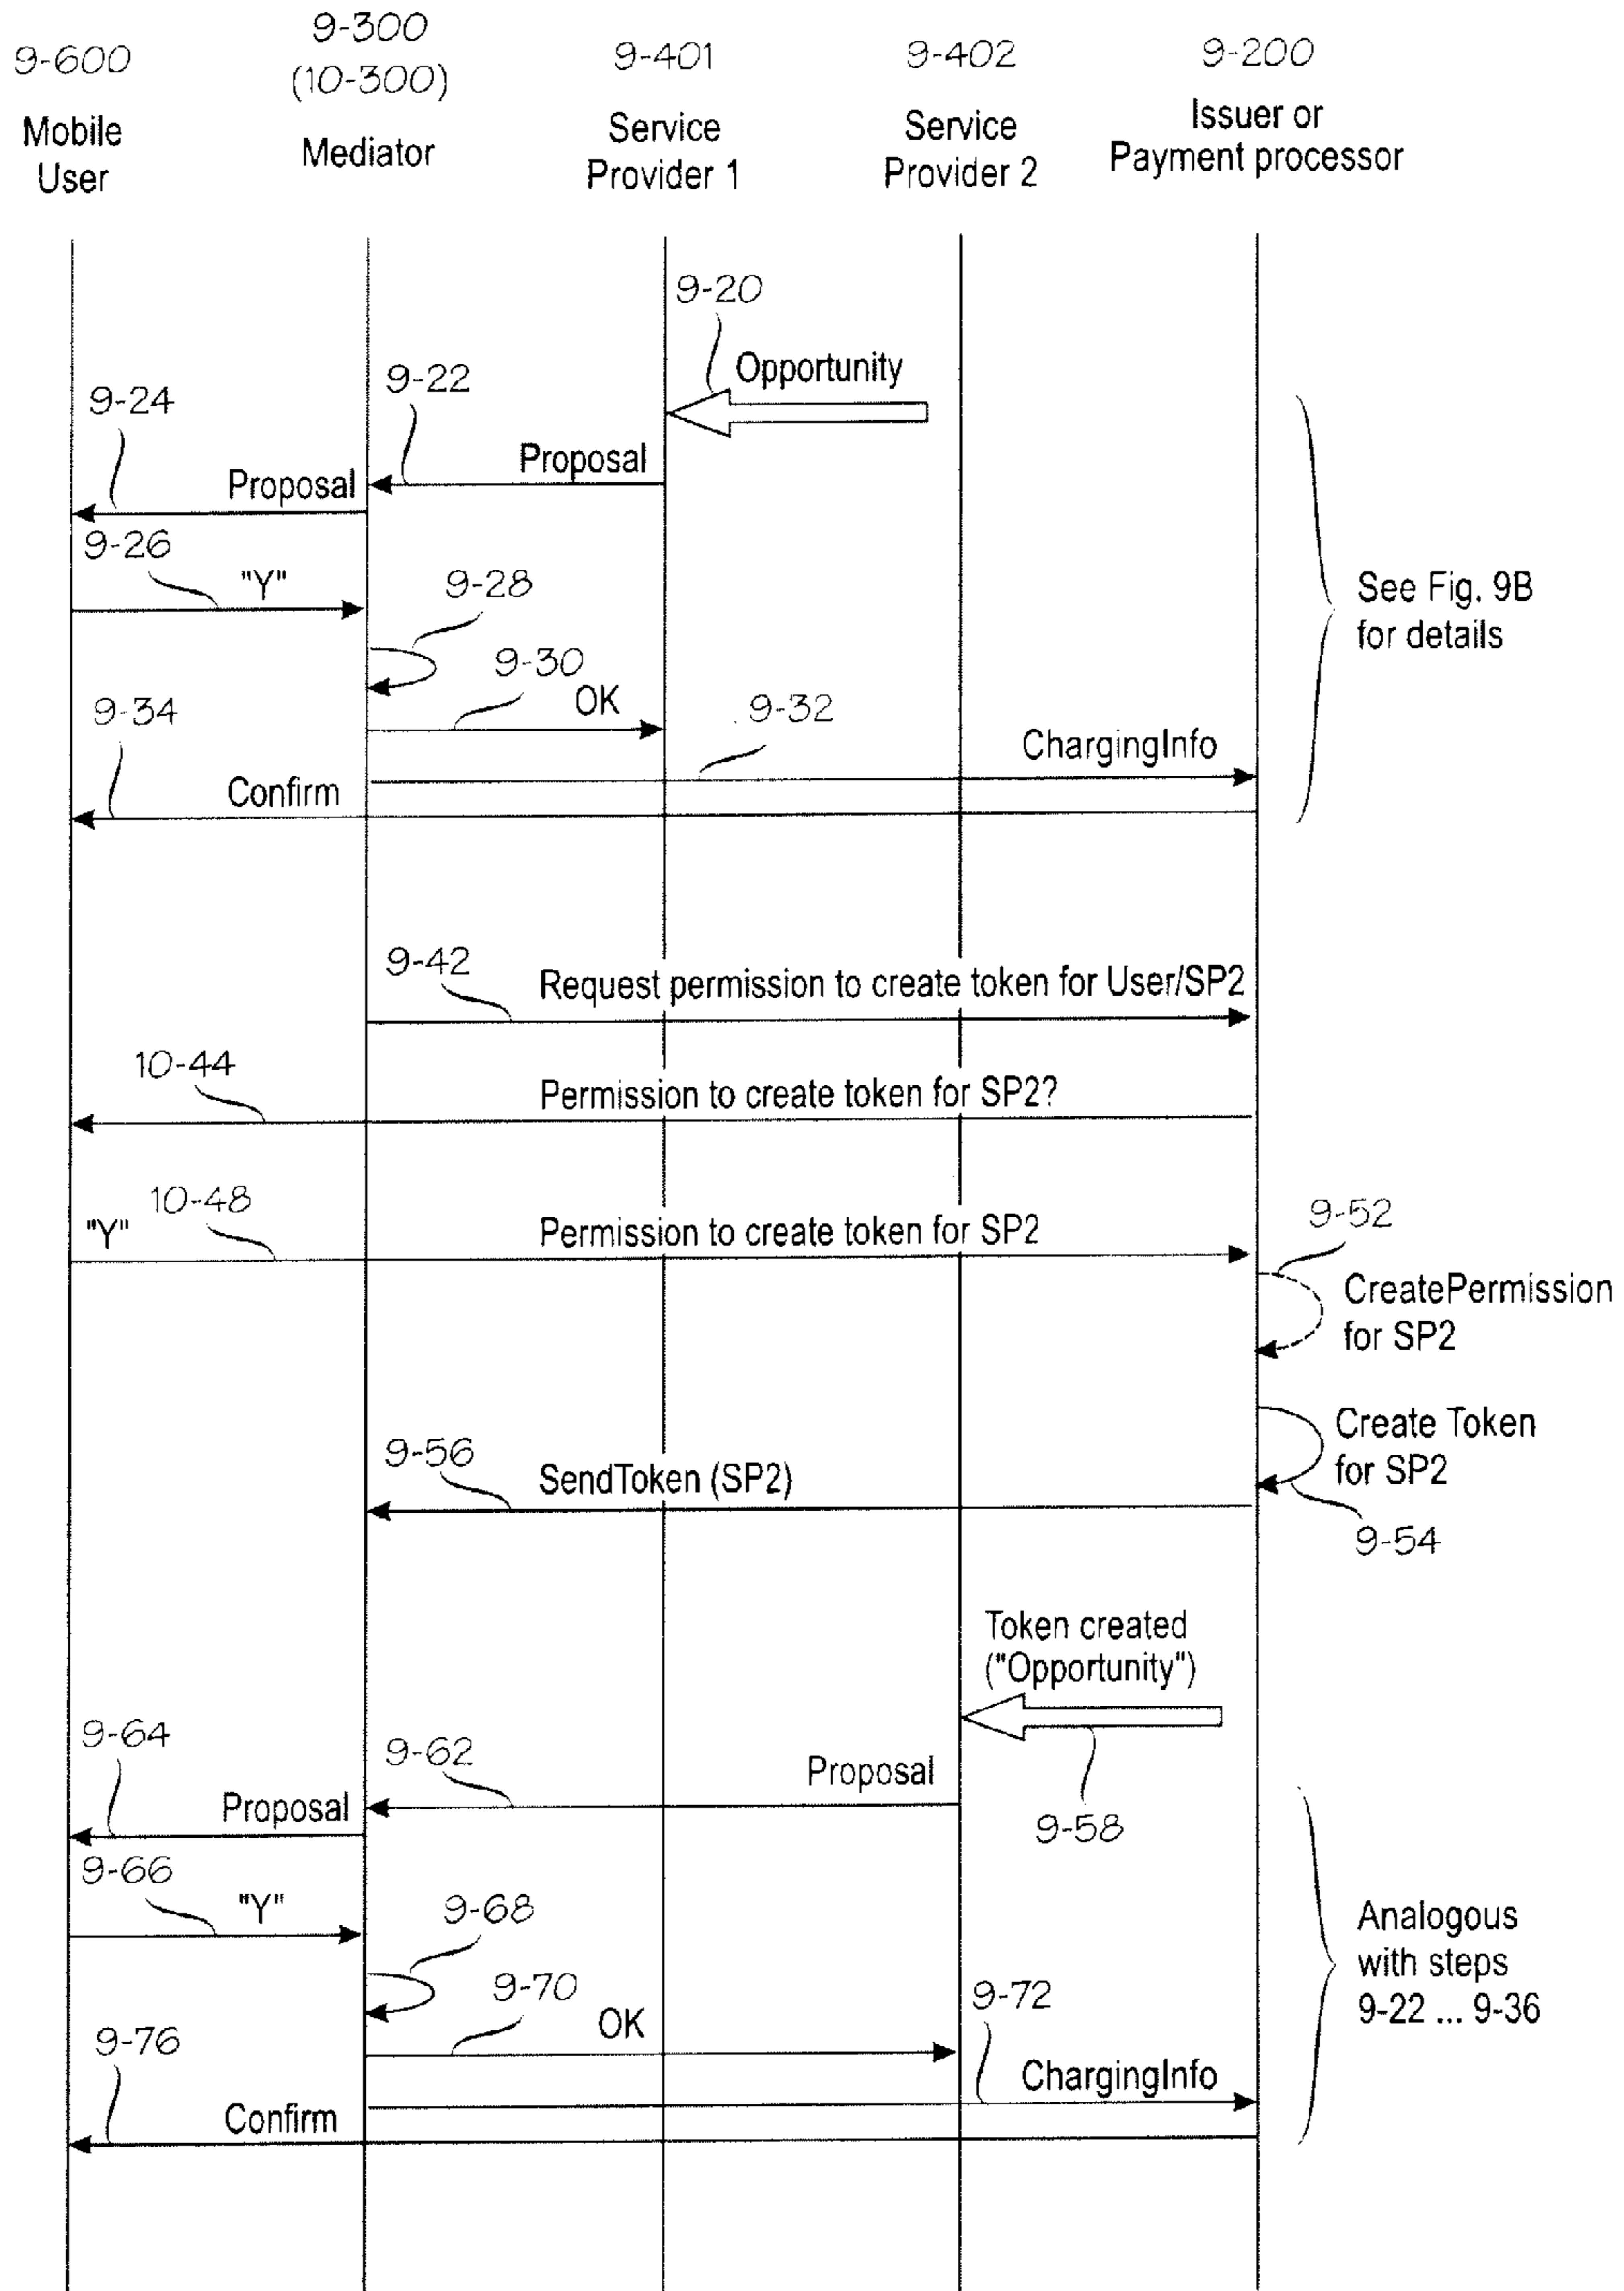 9-600
Mobile
User
9-300
(10-300)
Mediator
9-401
Service
Provider 1
9-402
Service
Provider 2
9-200
Issuer or
Payment processor
9-20
Opportunity
9-22
Proposal
9-24
Proposal
9-26
"Y"
9-28
9-30
OK
9-32
ChargingInfo
9-34
Confirm
See Fig. 9B
for details
9-42
Request permission to create token for User/SP2
10-44
Permission to create token for SP2?
10-48
"Y"
Permission to create token for SP2
9-52
CreatePermission
for SP2
Create Token
for SP2
9-54
9-56
SendToken (SP2)
Token created
("Opportunity")
9-58
9-62
Proposal
9-64
Proposal
9-66
"Y"
9-68
9-70
OK
9-72
ChargingInfo
9-76
Confirm
Analogous
with steps
9-22 ... 9-36